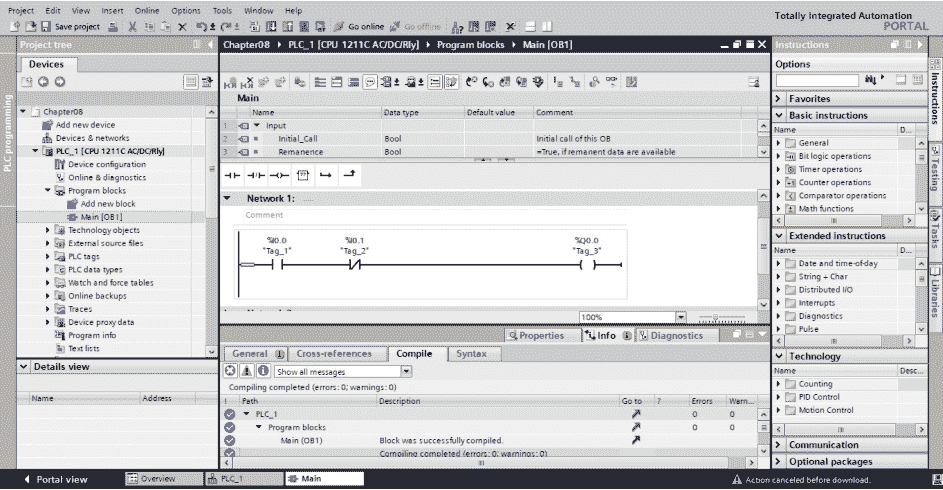 Project Edit View Insert Online Options Tools Window Help
Totally Integrated Automation
PORTAL
Save project
Go online
Go offline
Project tree
Chapter08 PLC_1 [CPU 1211C AC/DC/Rly] Program blocks Main [OB1]
Instructions
Devices
Options
PLC programming
Chapter08
Add new device
Devices & networks
PLC_1 [CPU 1211C AC/DC/Rly]
Device configuration
Online & diagnostics
Program blocks
Add new block
Main [OB1]
Technology objects
External source files
PLC tags
PLC data types
Watch and force tables
Online backups
Traces
Device proxy data
Program info
Text lists
Details view
Name Address
Main
Name Data type Default value Comment
1 Input
2 Initial_Call Bool Initial call of this OB
3 Remanence Bool =True, if remanent data are available
Network 1: .....
Comment
%I0.0 %I0.1 %Q0.0
"Tag_1" "Tag_2" "Tag_3"
100%
Properties Info Diagnostics
General Cross-references Compile Syntax
Show all messages
Compiling completed (errors: 0; warnings: 0)
! Path Description Go to ? Errors Warn...
PLC_1 0 0
Program blocks 0 0
Main (OB1) Block was successfully compiled.
Compiling completed (errors: 0; warnings: 0)
Favorites
Basic instructions
Name D...
General
Bit logic operations
Timer operations
Counter operations
Comparator operations
Math functions
Extended instructions
Name D...
Date and time-of-day
String + Char
Distributed I/O
Interrupts
Diagnostics
Pulse
Technology
Name Desc...
Counting
PID Control
Motion Control
Communication
Optional packages
Instructions
Testing
Tasks
Libraries
Portal view Overview PLC_1 Main
Action canceled before download.